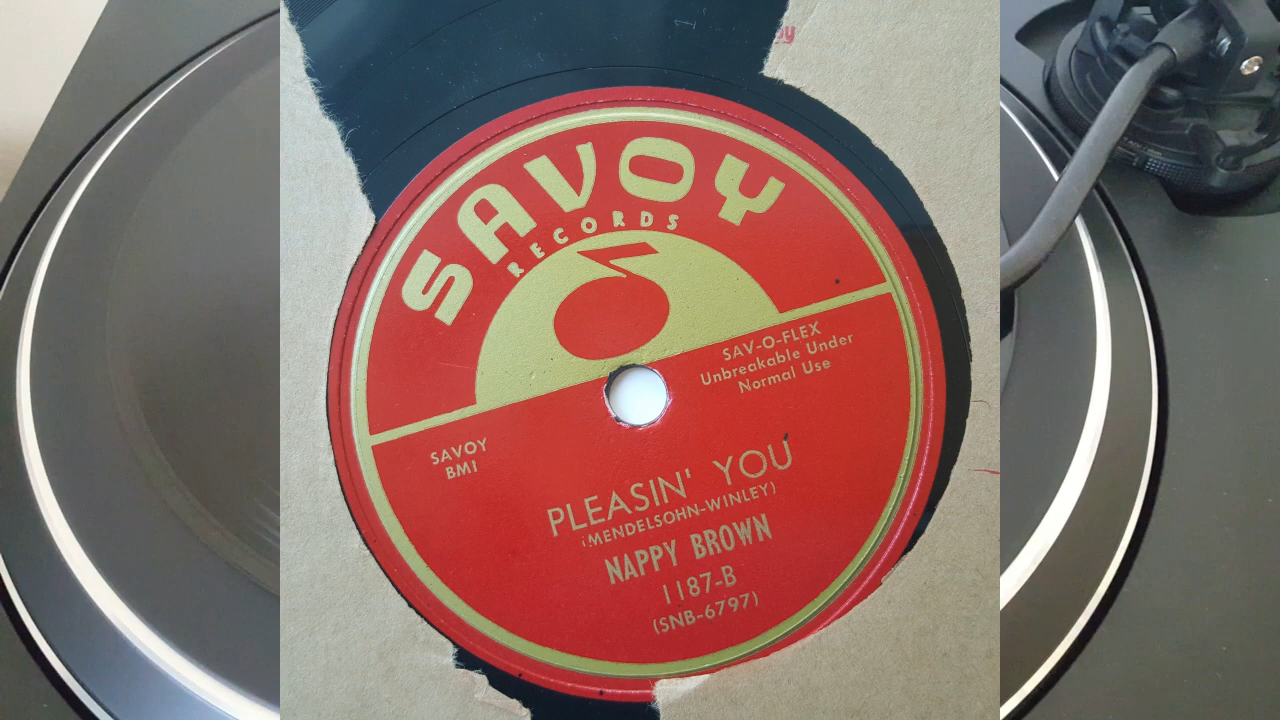 SAVOY
RECORDS
SAV-O-FLEX
Unbreakable Under
Normal Use
SAVOY
BMI
PLEASIN' YOU
(MENDELSOHN-WINLEY)
NAPPY BROWN
1187-B
(SNB-6797)